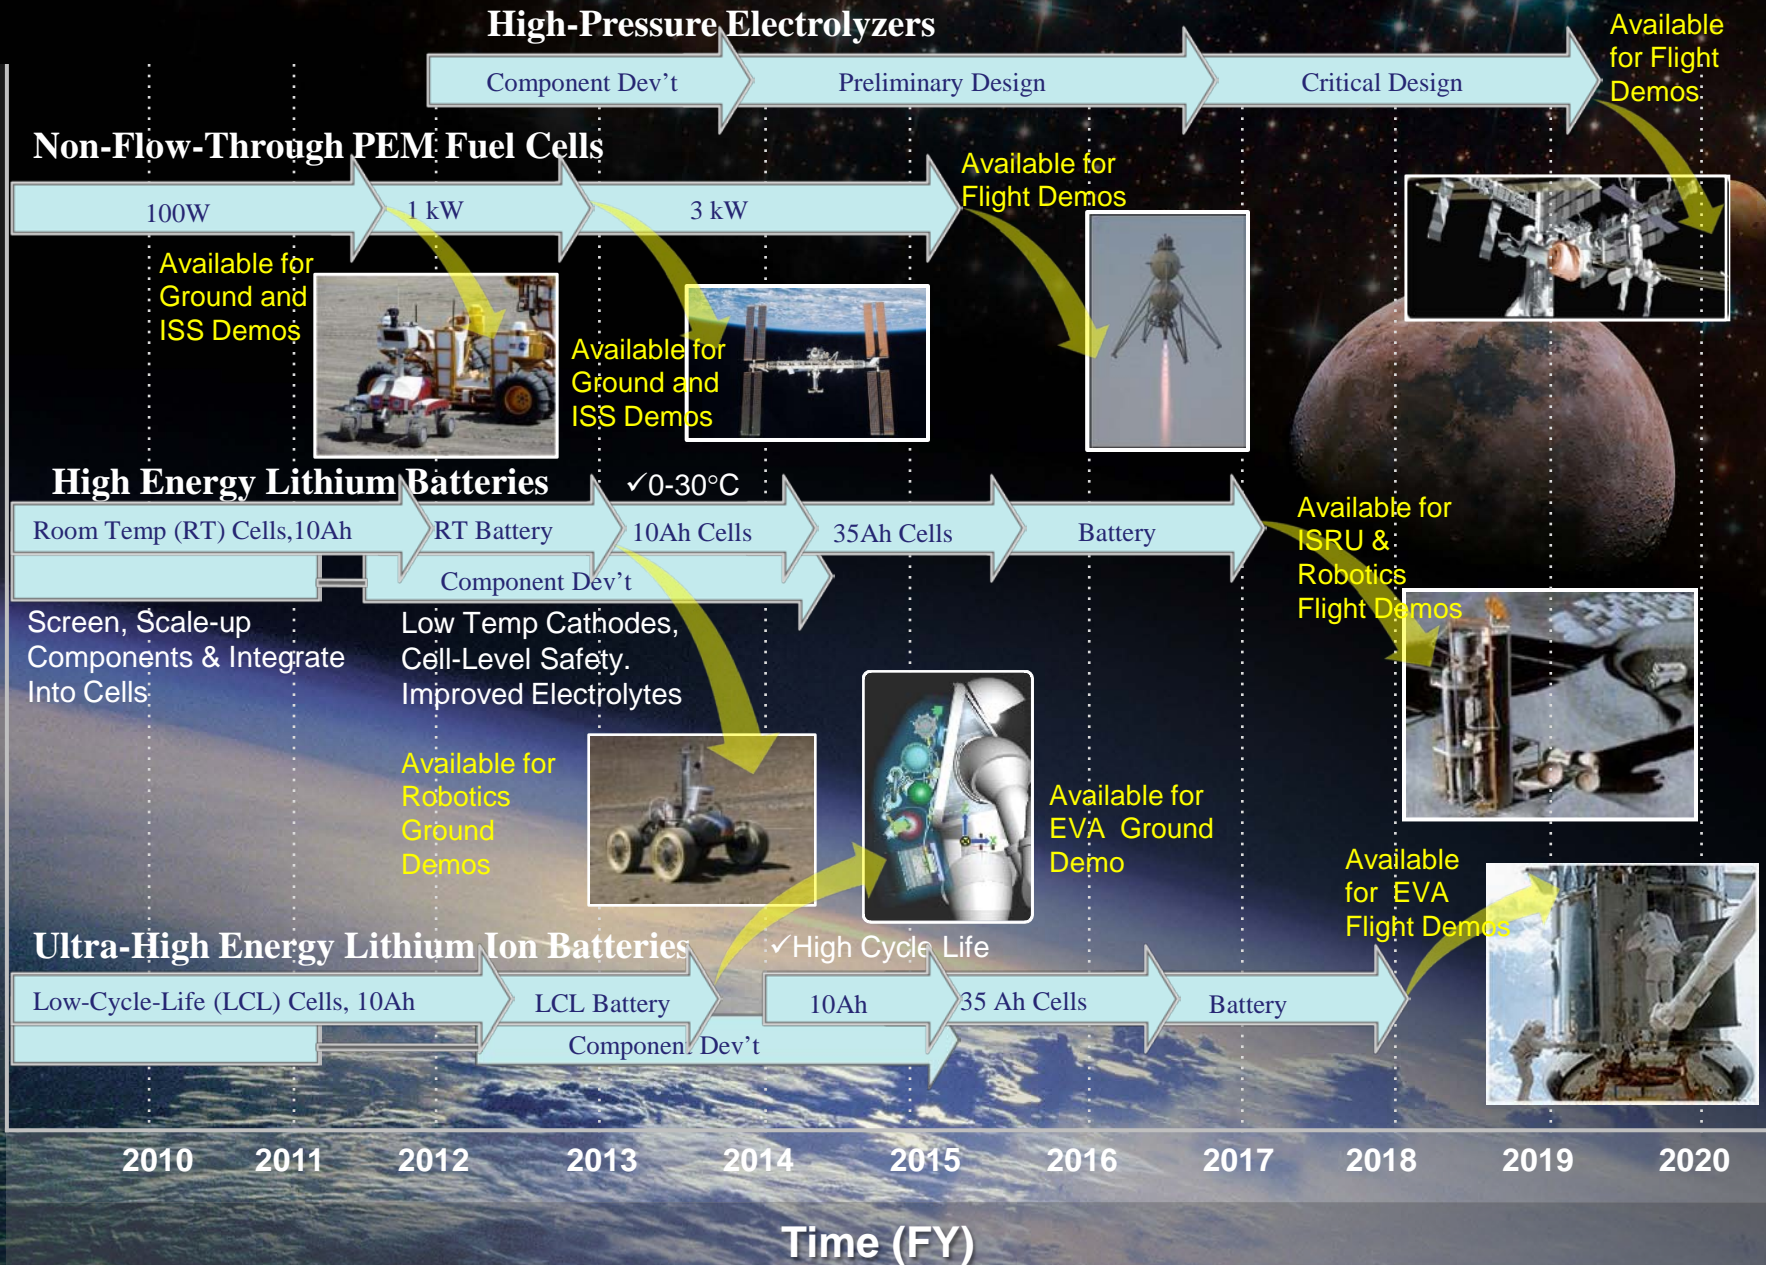 High-Pressure Electrolyzers
Available
for Flight
Demos
Component Dev't
Preliminary Design
Critical Design
Non-Flow-Through PEM Fuel Cells
Available for
Flight Demos
100W
1 kW
3 kW
Available for
Ground and
ISS Demos
Available for
Ground and
ISS Demos
High Energy Lithium Batteries
✓0-30°C
Room Temp (RT) Cells,10Ah
RT Battery
10Ah Cells
35Ah Cells
Battery
Available for
ISRU &
Robotics
Flight Demos
Component Dev't
Screen, Scale-up
Components & Integrate
Into Cells
Low Temp Cathodes,
Cell-Level Safety.
Improved Electrolytes
Available for
Robotics
Ground
Demos
Available for
EVA Ground
Demo
Available
for EVA
Flight Demos
Ultra-High Energy Lithium Ion Batteries
✓High Cycle Life
Low-Cycle-Life (LCL) Cells, 10Ah
LCL Battery
10Ah
35 Ah Cells
Battery
Component Dev't
2010 2011 2012 2013 2014 2015 2016 2017 2018 2019 2020
Time (FY)